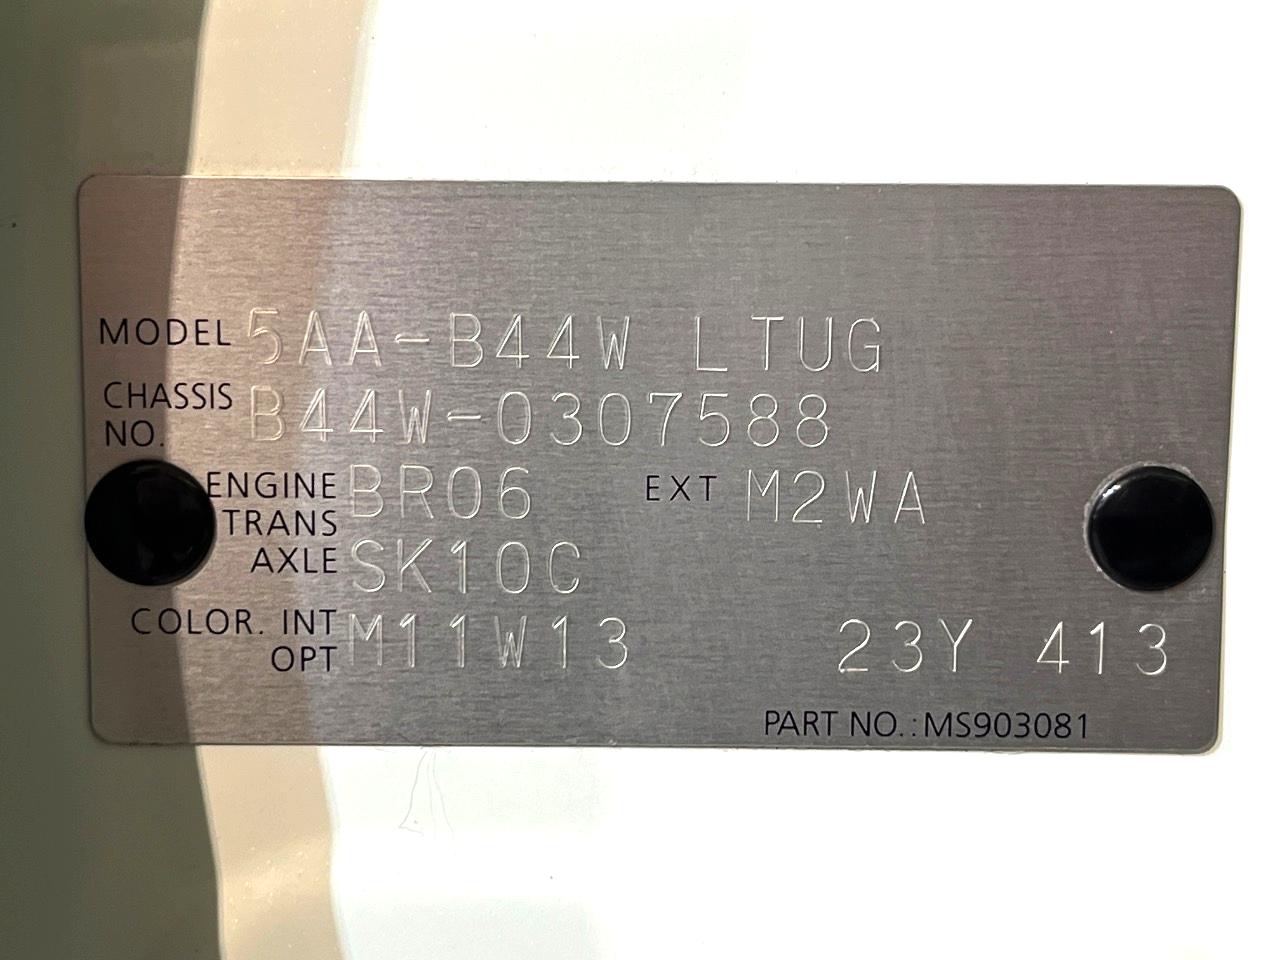 MODEL 5AA-B44W LTUG
CHASSIS NO. B44W-0307588
ENGINE BR06 EXT M2WA
TRANS AXLE SK10C
COLOR. INT OPT M11W13 23Y 413
PART NO.:MS903081